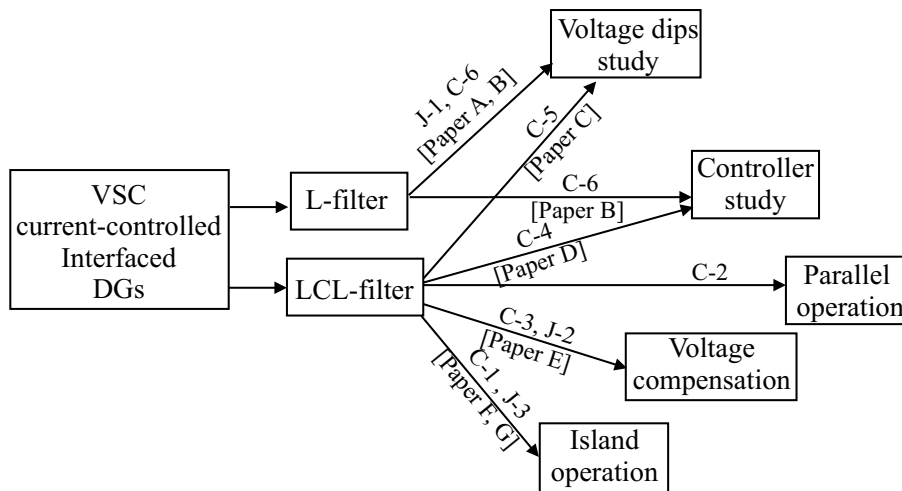 Voltage dips
study
J-1, C-6
[Paper A, B]
C-5
[Paper C]
Controller
study
VSC
current-controlled
Interfaced
DGs
L-filter
C-6
[Paper B]
C-4
[Paper D]
LCL-filter
C-2
Parallel
operation
C-3, J-2
[Paper E]
Voltage
compensation
C-1 , J-3
[Paper F, G]
Island
operation